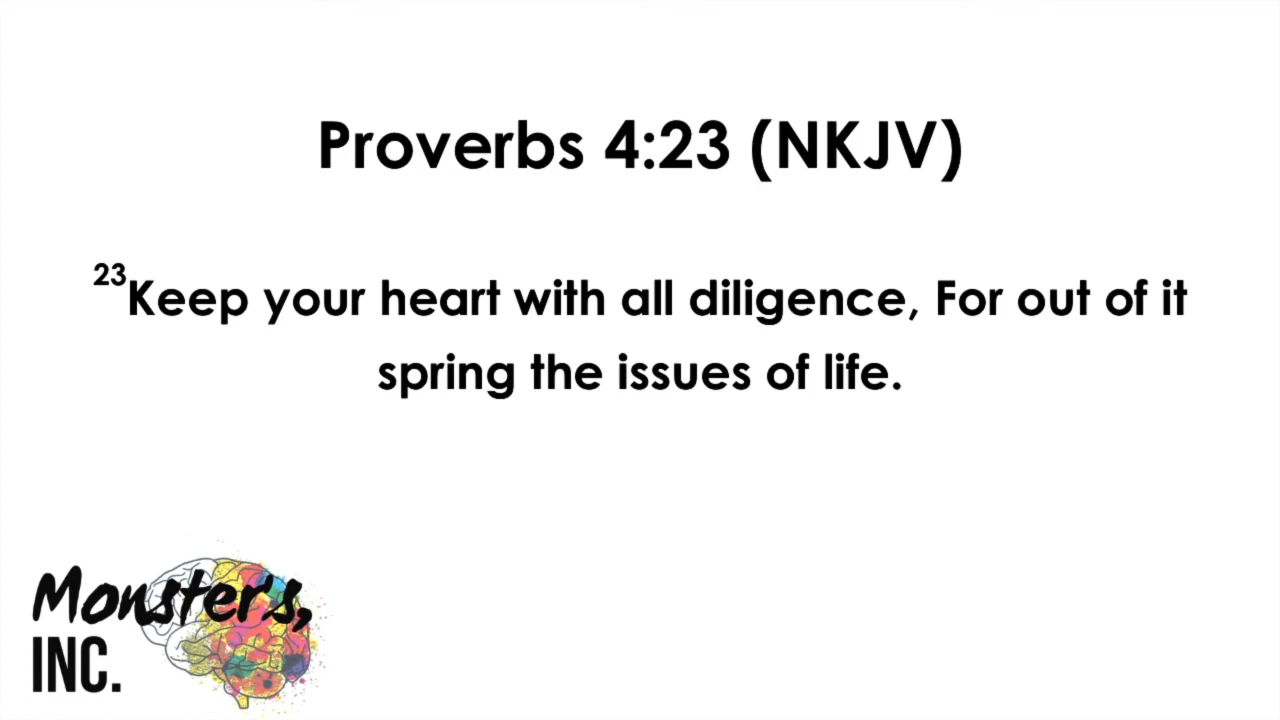 Proverbs 4:23 (NKJV)
23Keep your heart with all diligence, For out of it
spring the issues of life.
Monsters,
INC.